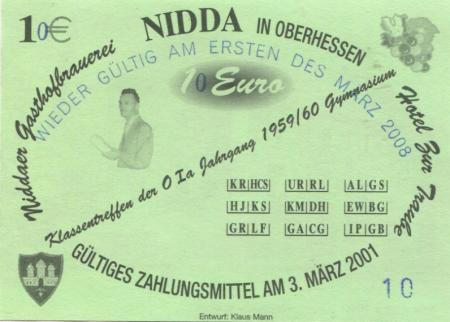 10€
NIDDA IN OBERHESSEN
Niddaer Gasthofbrauerei
WIEDER GÜLTIG AM ERSTEN DES MÄRZ 2008
10 Euro
Hotel Zur Traube
Klassentreffen der O Ia Jahrgang 1959/60 Gymnasium
KR|HCS UR|RL AL|GS
HJ|KS KM|DH EW|BG
GR|LF GA|CG IP|GB
GÜLTIGES ZAHLUNGSMITTEL AM 3. MÄRZ 2001
10
Entwurf: Klaus Mann